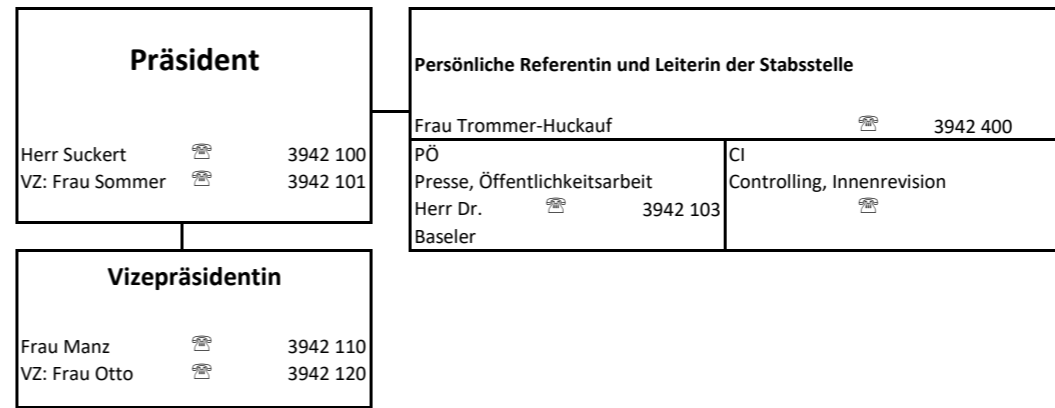 Präsident
Herr Suckert ☏ 3942 100
VZ: Frau Sommer ☏ 3942 101
Persönliche Referentin und Leiterin der Stabsstelle
Frau Trommer-Huckauf ☏ 3942 400
PÖ
Presse, Öffentlichkeitsarbeit
Herr Dr. ☏ 3942 103
Baseler
CI
Controlling, Innenrevision
☏
Vizepräsidentin
Frau Manz ☏ 3942 110
VZ: Frau Otto ☏ 3942 120